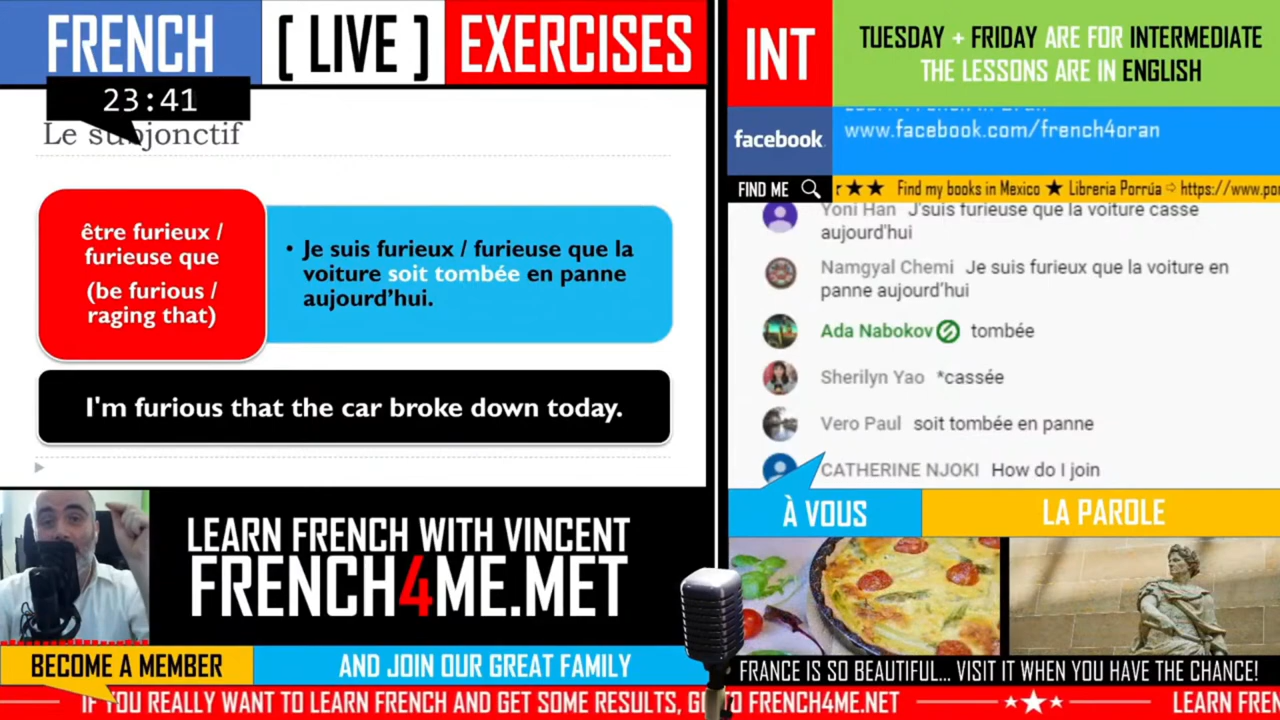 FRENCH [ LIVE ] EXERCISES
23:41
Le subjonctif
être furieux /
furieuse que
(be furious /
raging that)
• Je suis furieux / furieuse que la
voiture soit tombée en panne
aujourd’hui.
I'm furious that the car broke down today.
LEARN FRENCH WITH VINCENT
FRENCH4ME.MET
BECOME A MEMBER
AND JOIN OUR GREAT FAMILY
IF YOU REALLY WANT TO LEARN FRENCH AND GET SOME RESULTS, TO FRENCH4ME.NET
LEARN
INT
TUESDAY + FRIDAY ARE FOR INTERMEDIATE
THE LESSONS ARE IN ENGLISH
facebook
www.facebook.com/french4oran
FIND ME
★★ Find my books in Mexico ★ Libreria Porrúa ⇨ https://www.po
Yoni Han J'suis furieuse que la voiture casse
aujourd'hui
Namgyal Chemi Je suis furieux que la voiture en
panne aujourd’hui
Ada Nabokov tombée
Sherilyn Yao *cassée
Vero Paul soit tombée en panne
CATHERINE NJOKI How do I join
À VOUS
LA PAROLE
FRANCE IS SO BEAUTIFUL... VISIT IT WHEN YOU HAVE THE CHANCE!